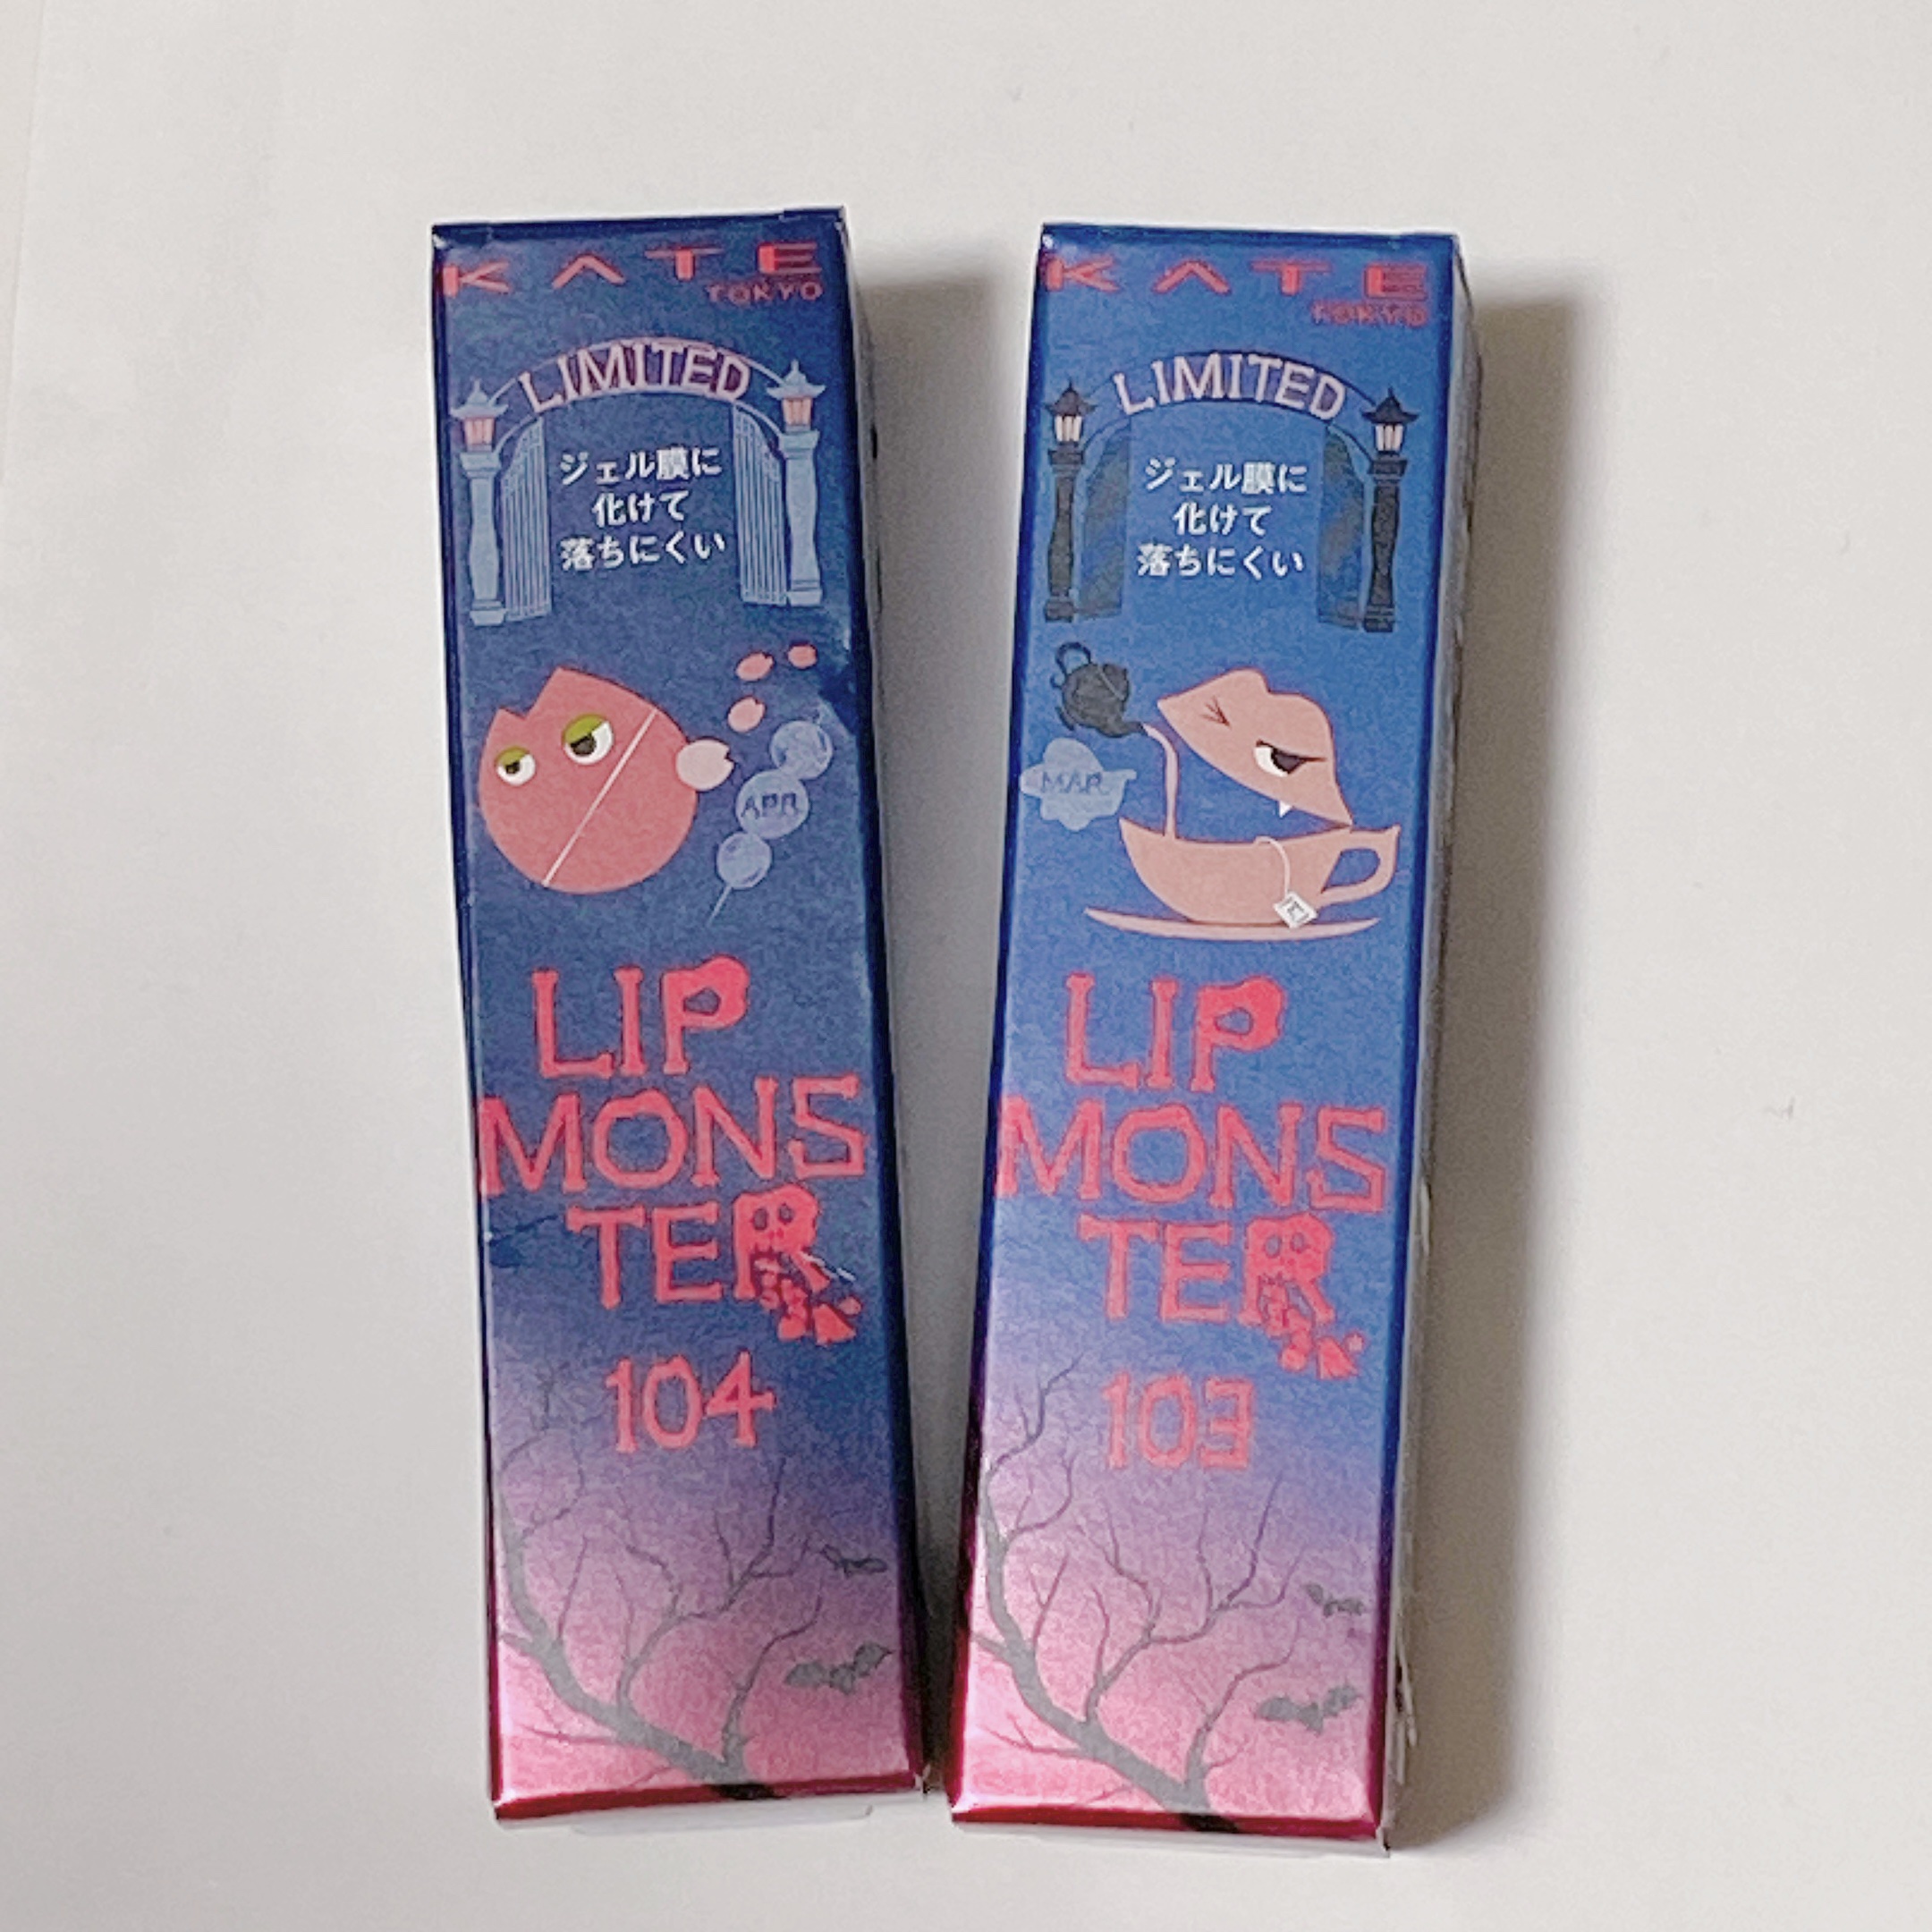 KATE
TOKYO
LIMITED
ジェル膜に
化けて
落ちにくい
APR
LIP
MONS
TER
104
KATE
TOKYO
LIMITED
ジェル膜に
化けて
落ちにくい
MAR
LIP
MONS
TER
103